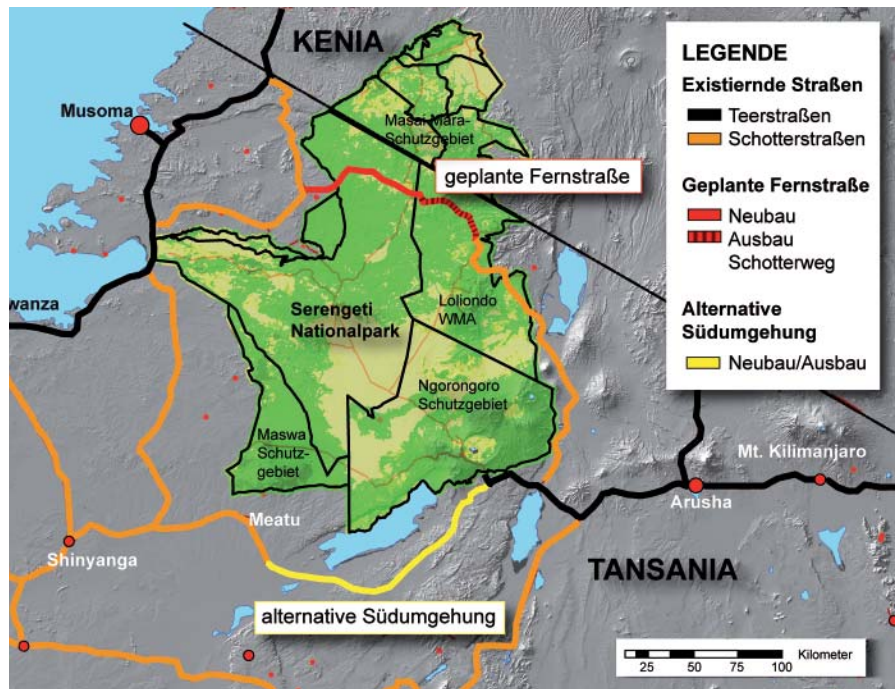 KENIA
Musoma
Masai-Mara-
Schutzgebiet
geplante Fernstraße
wanza
Serengeti
Nationalpark
Loliondo
WMA
Ngorongoro
Schutzgebiet
Maswa
Schutz-
gebiet
Meatu
Shinyanga
alternative Südumgehung
Mt. Kilimanjaro
Arusha
TANSANIA
LEGENDE
Existiernde Straßen
Teerstraßen
Schotterstraßen
Geplante Fernstraße
Neubau
Ausbau
Schotterweg
Alternative
Südumgehung
Neubau/Ausbau
25 50 75 100 Kilometer